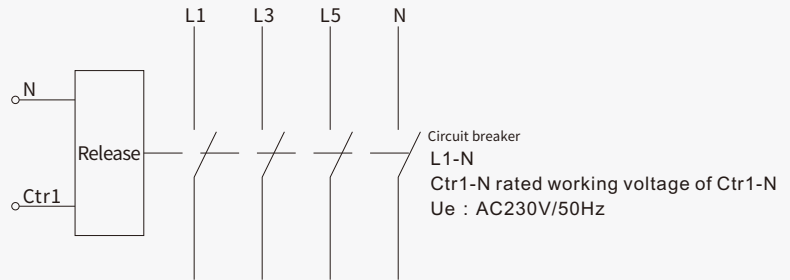 L1 L3 L5 N
N
Release
Ctr1
Circuit breaker
L1-N
Ctr1-N rated working voltage of Ctr1-N
Ue : AC230V/50Hz